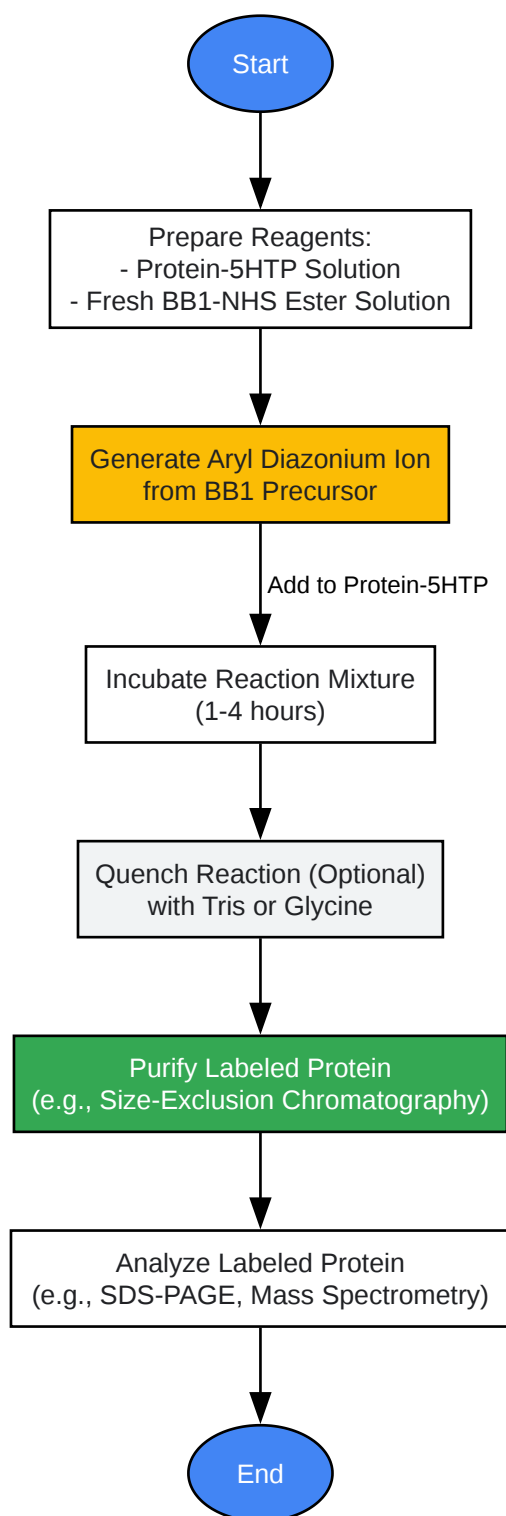 Start
Prepare Reagents:
- Protein-5HTP Solution
- Fresh BB1-NHS Ester Solution
Generate Aryl Diazonium Ion
from BB1 Precursor
Add to Protein-5HTP
Incubate Reaction Mixture
(1-4 hours)
Quench Reaction (Optional)
with Tris or Glycine
Purify Labeled Protein
(e.g., Size-Exclusion Chromatography)
Analyze Labeled Protein
(e.g., SDS-PAGE, Mass Spectrometry)
End